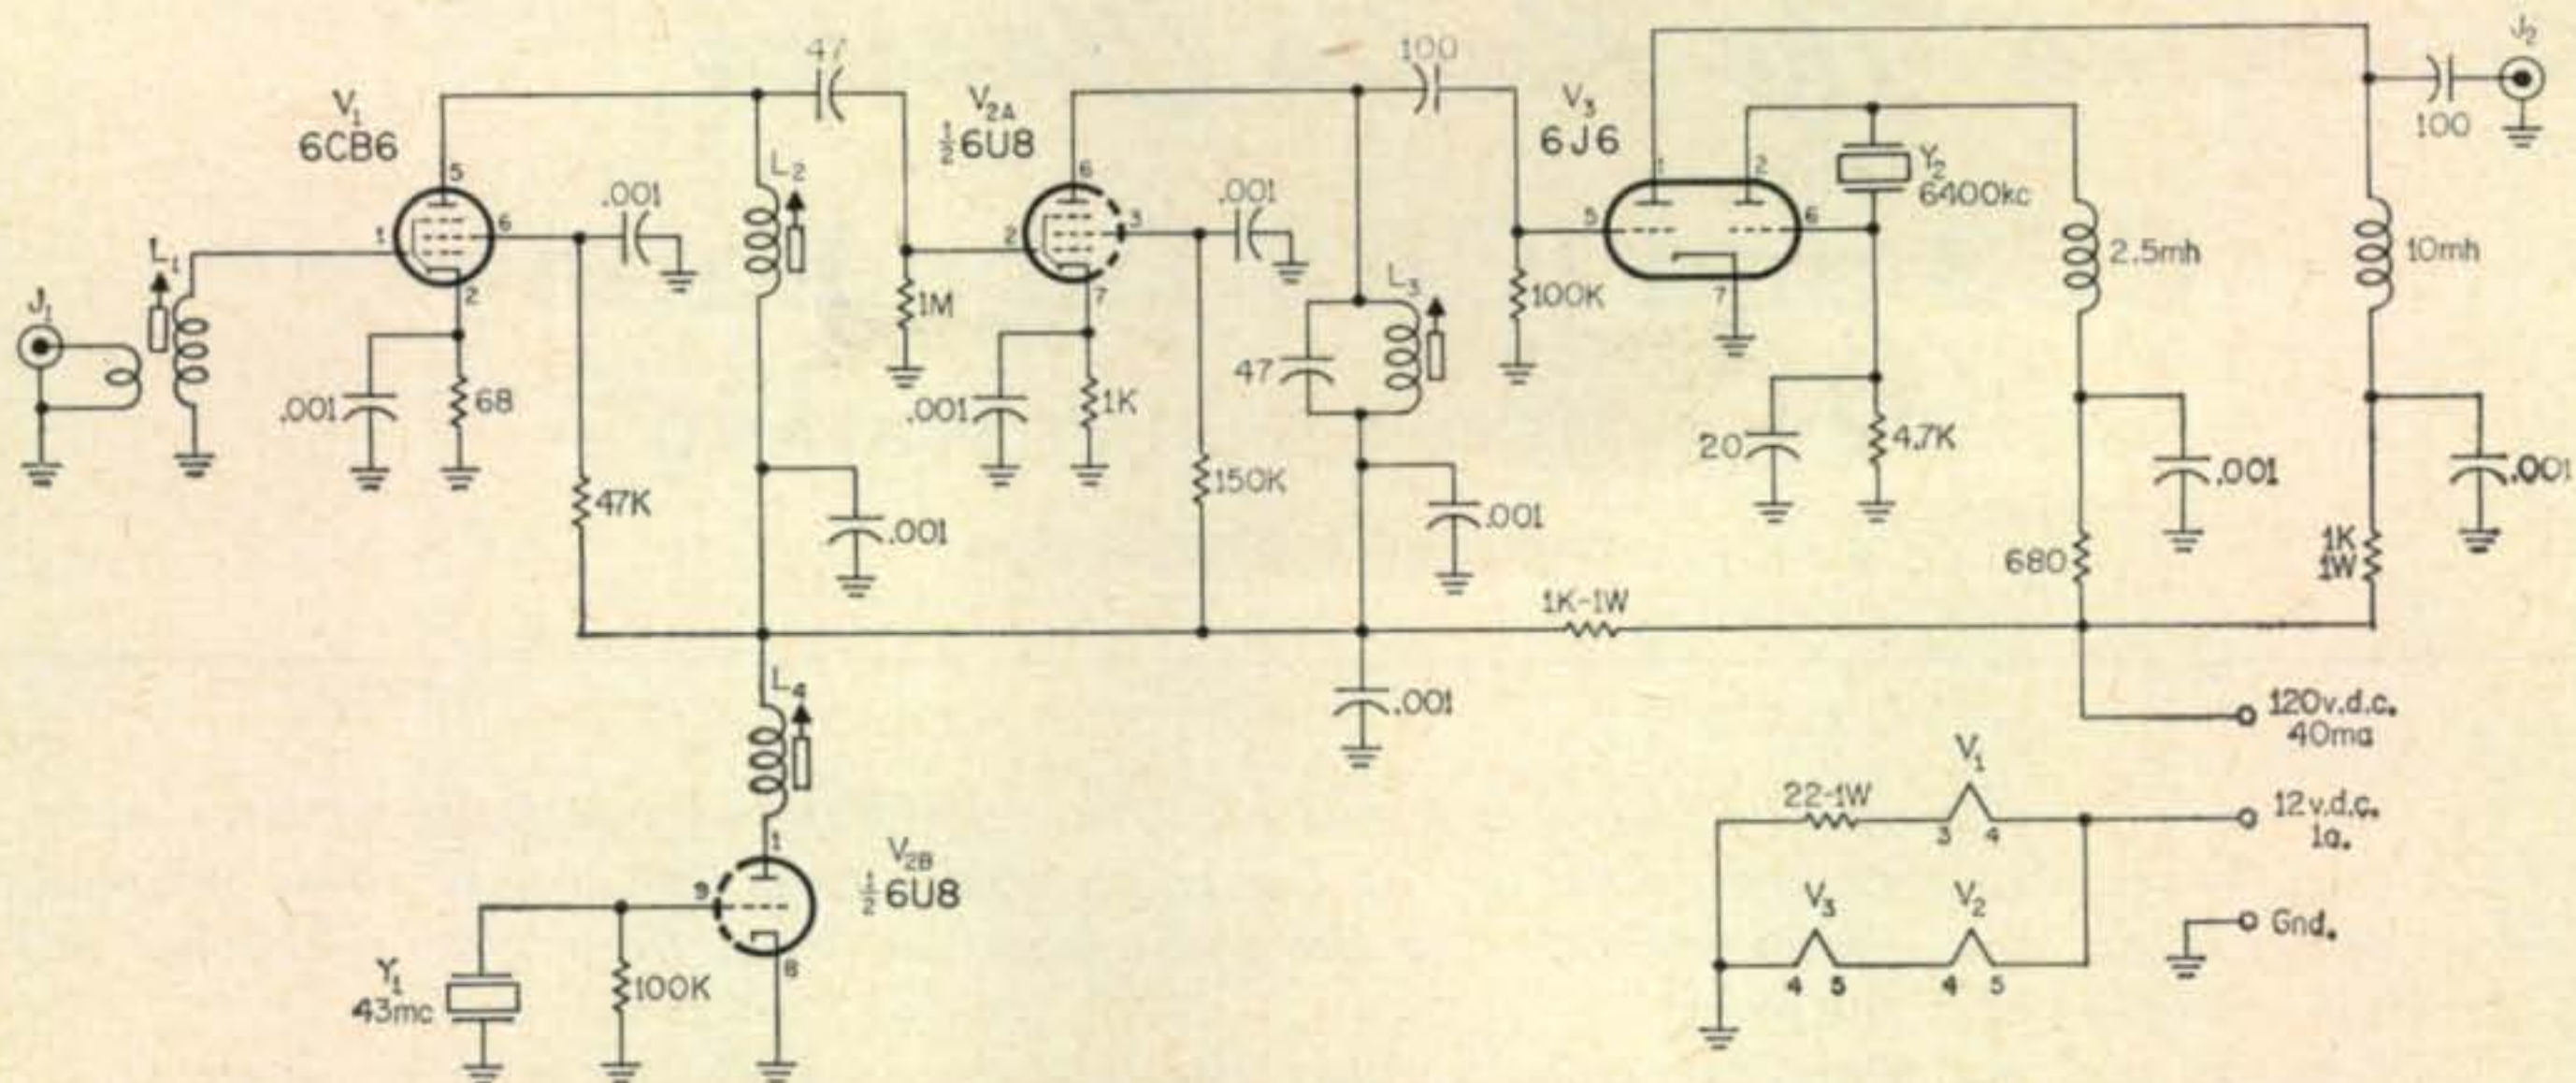 J1
L1
V1
6CB6
5
1
6
2
.001
.001
68
47K
47
L2
.001
V2A
½6U8
6
2
3
7
1M
.001
.001
1K
150K
100
L3
47
.001
1K-1W
.001
V3
6J6
1
2
5
6
7
100K
Y2
6400kc
20
4.7K
2.5mh
.001
680
10mh
.001
1K
1W
100
J2
L4
1
9
8
V2B
½6U8
Y1
43mc
100K
120v.d.c.
40ma
V1
22-1W
3
4
12v.d.c.
1a.
V3
V2
4
5
4
5
Gnd.